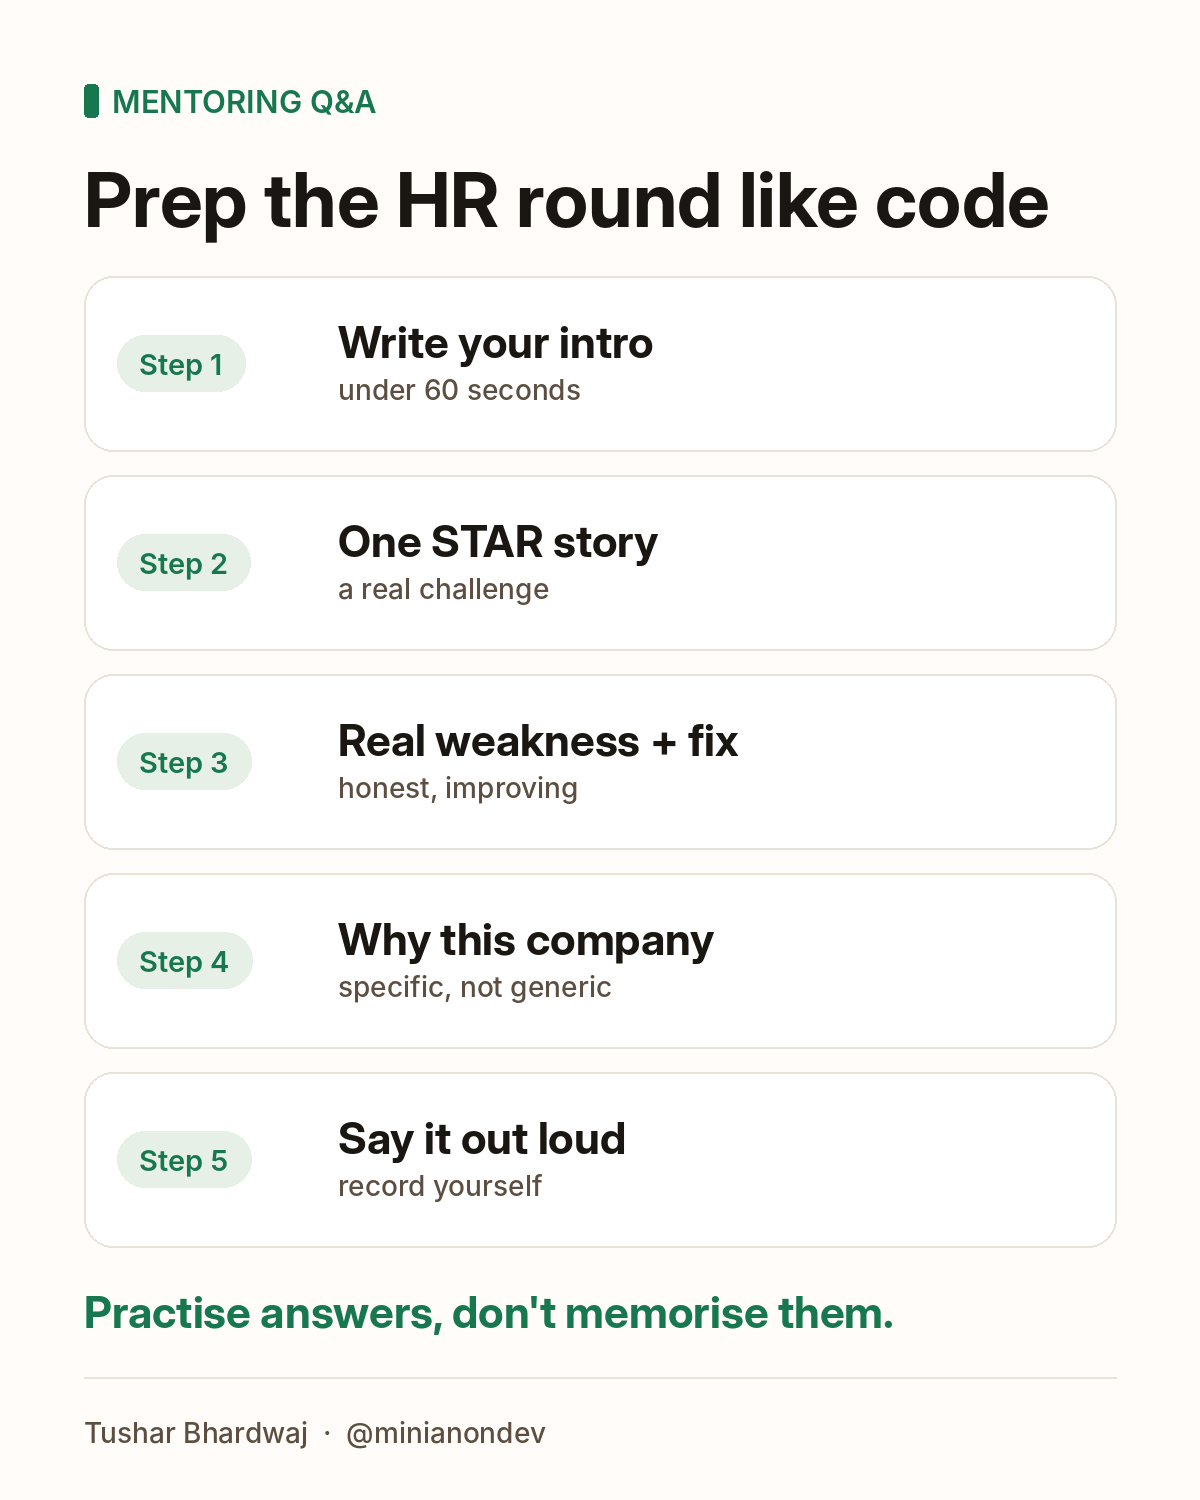 MENTORING Q&A
Prep the HR round like code
Step 1
Write your intro
under 60 seconds
Step 2
One STAR story
a real challenge
Step 3
Real weakness + fix
honest, improving
Step 4
Why this company
specific, not generic
Step 5
Say it out loud
record yourself
Practise answers, don't memorise them.
Tushar Bhardwaj · @minianondev